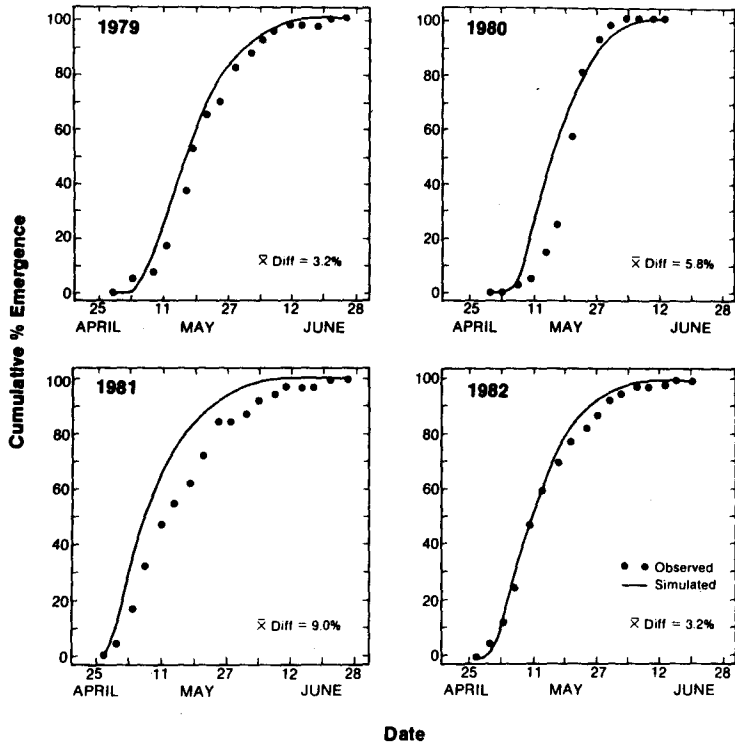 1979
100
80
60
40
20
0
X̄ Diff = 3.2%
25 11 27 12 28
APRIL MAY JUNE
1980
100
80
60
40
20
0
X̄ Diff = 5.8%
25 11 27 12 28
APRIL MAY JUNE
Cumulative % Emergence
1981
100
80
60
40
20
0
X̄ Diff = 9.0%
25 11 27 12 28
APRIL MAY JUNE
1982
100
80
60
40
20
0
Observed
Simulated
X̄ Diff = 3.2%
25 11 27 12 28
APRIL MAY JUNE
Date